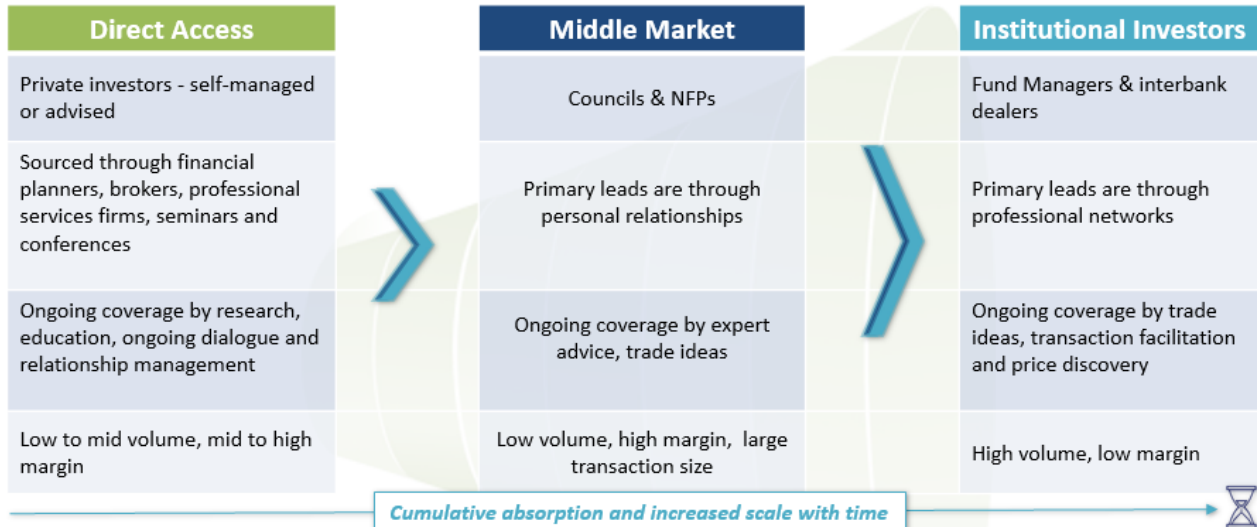 Direct Access
Middle Market
Institutional Investors
Private investors - self-managed
or advised
Councils & NFPs
Fund Managers & interbank
dealers
Sourced through financial
planners, brokers, professional
services firms, seminars and
conferences
Primary leads are through
personal relationships
Primary leads are through
professional networks
Ongoing coverage by research,
education, ongoing dialogue and
relationship management
Ongoing coverage by expert
advice, trade ideas
Ongoing coverage by trade
ideas, transaction facilitation
and price discovery
Low to mid volume, mid to high
margin
Low volume, high margin, large
transaction size
High volume, low margin
Cumulative absorption and increased scale with time